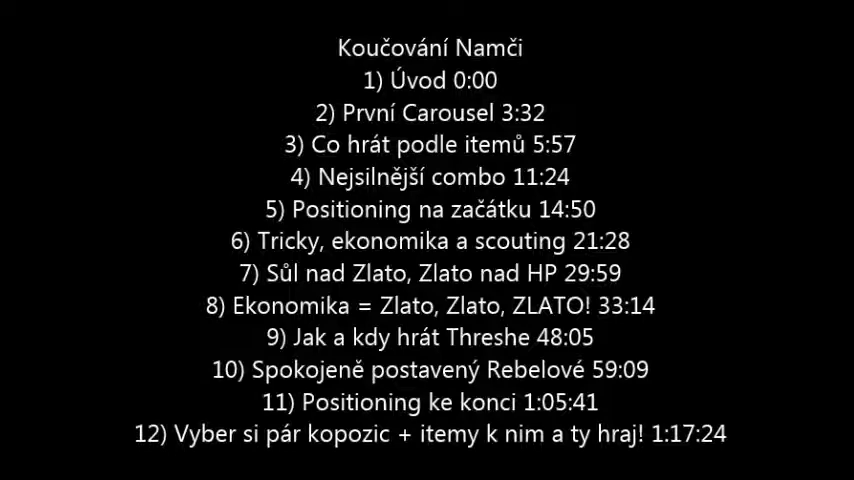 Koučování Namči
1) Úvod 0:00
2) První Carousel 3:32
3) Co hrát podle itemů 5:57
4) Nejsilnější combo 11:24
5) Positioning na začátku 14:50
6) Tricky, ekonomika a scouting 21:28
7) Sůl nad Zlato, Zlato nad HP 29:59
8) Ekonomika = Zlato, Zlato, ZLATO! 33:14
9) Jak a kdy hrát Threshe 48:05
10) Spokojeně postavený Rebelové 59:09
11) Positioning ke konci 1:05:41
12) Vyber si pár kopozic + itemy k nim a ty hraj! 1:17:24